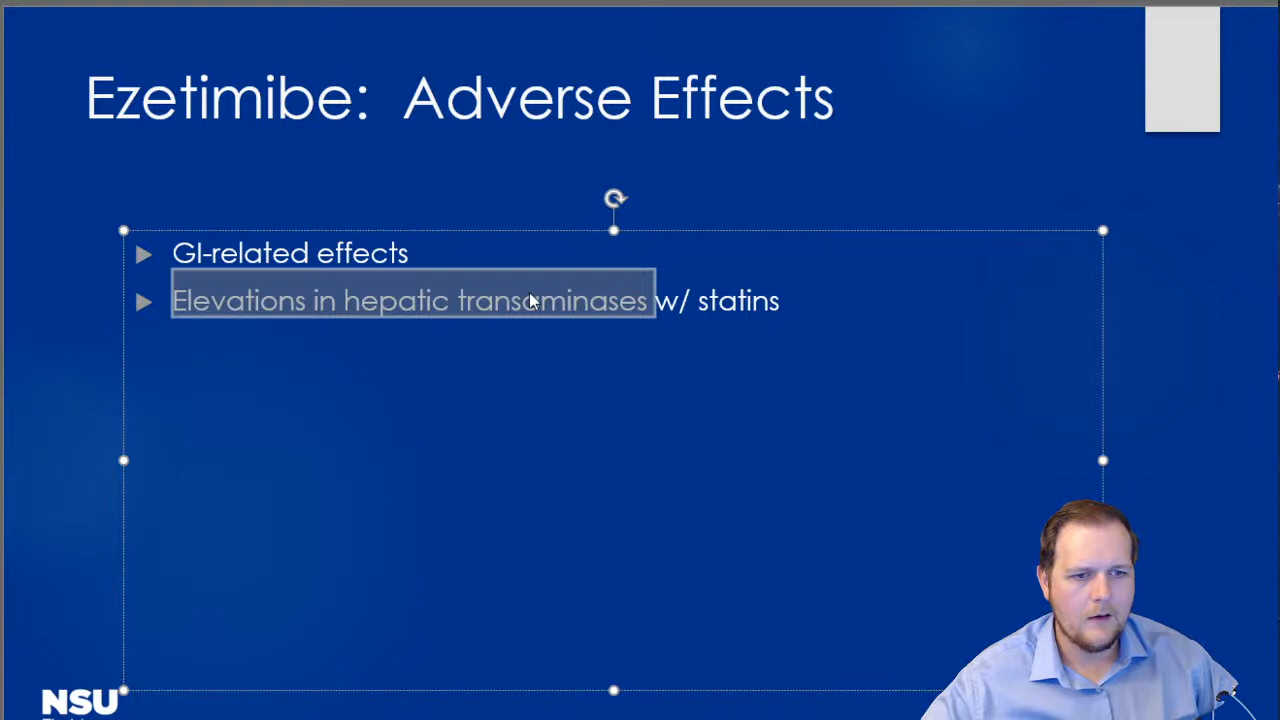 Ezetimibe: Adverse Effects
GI-related effects
Elevations in hepatic transaminases w/ statins
NSU